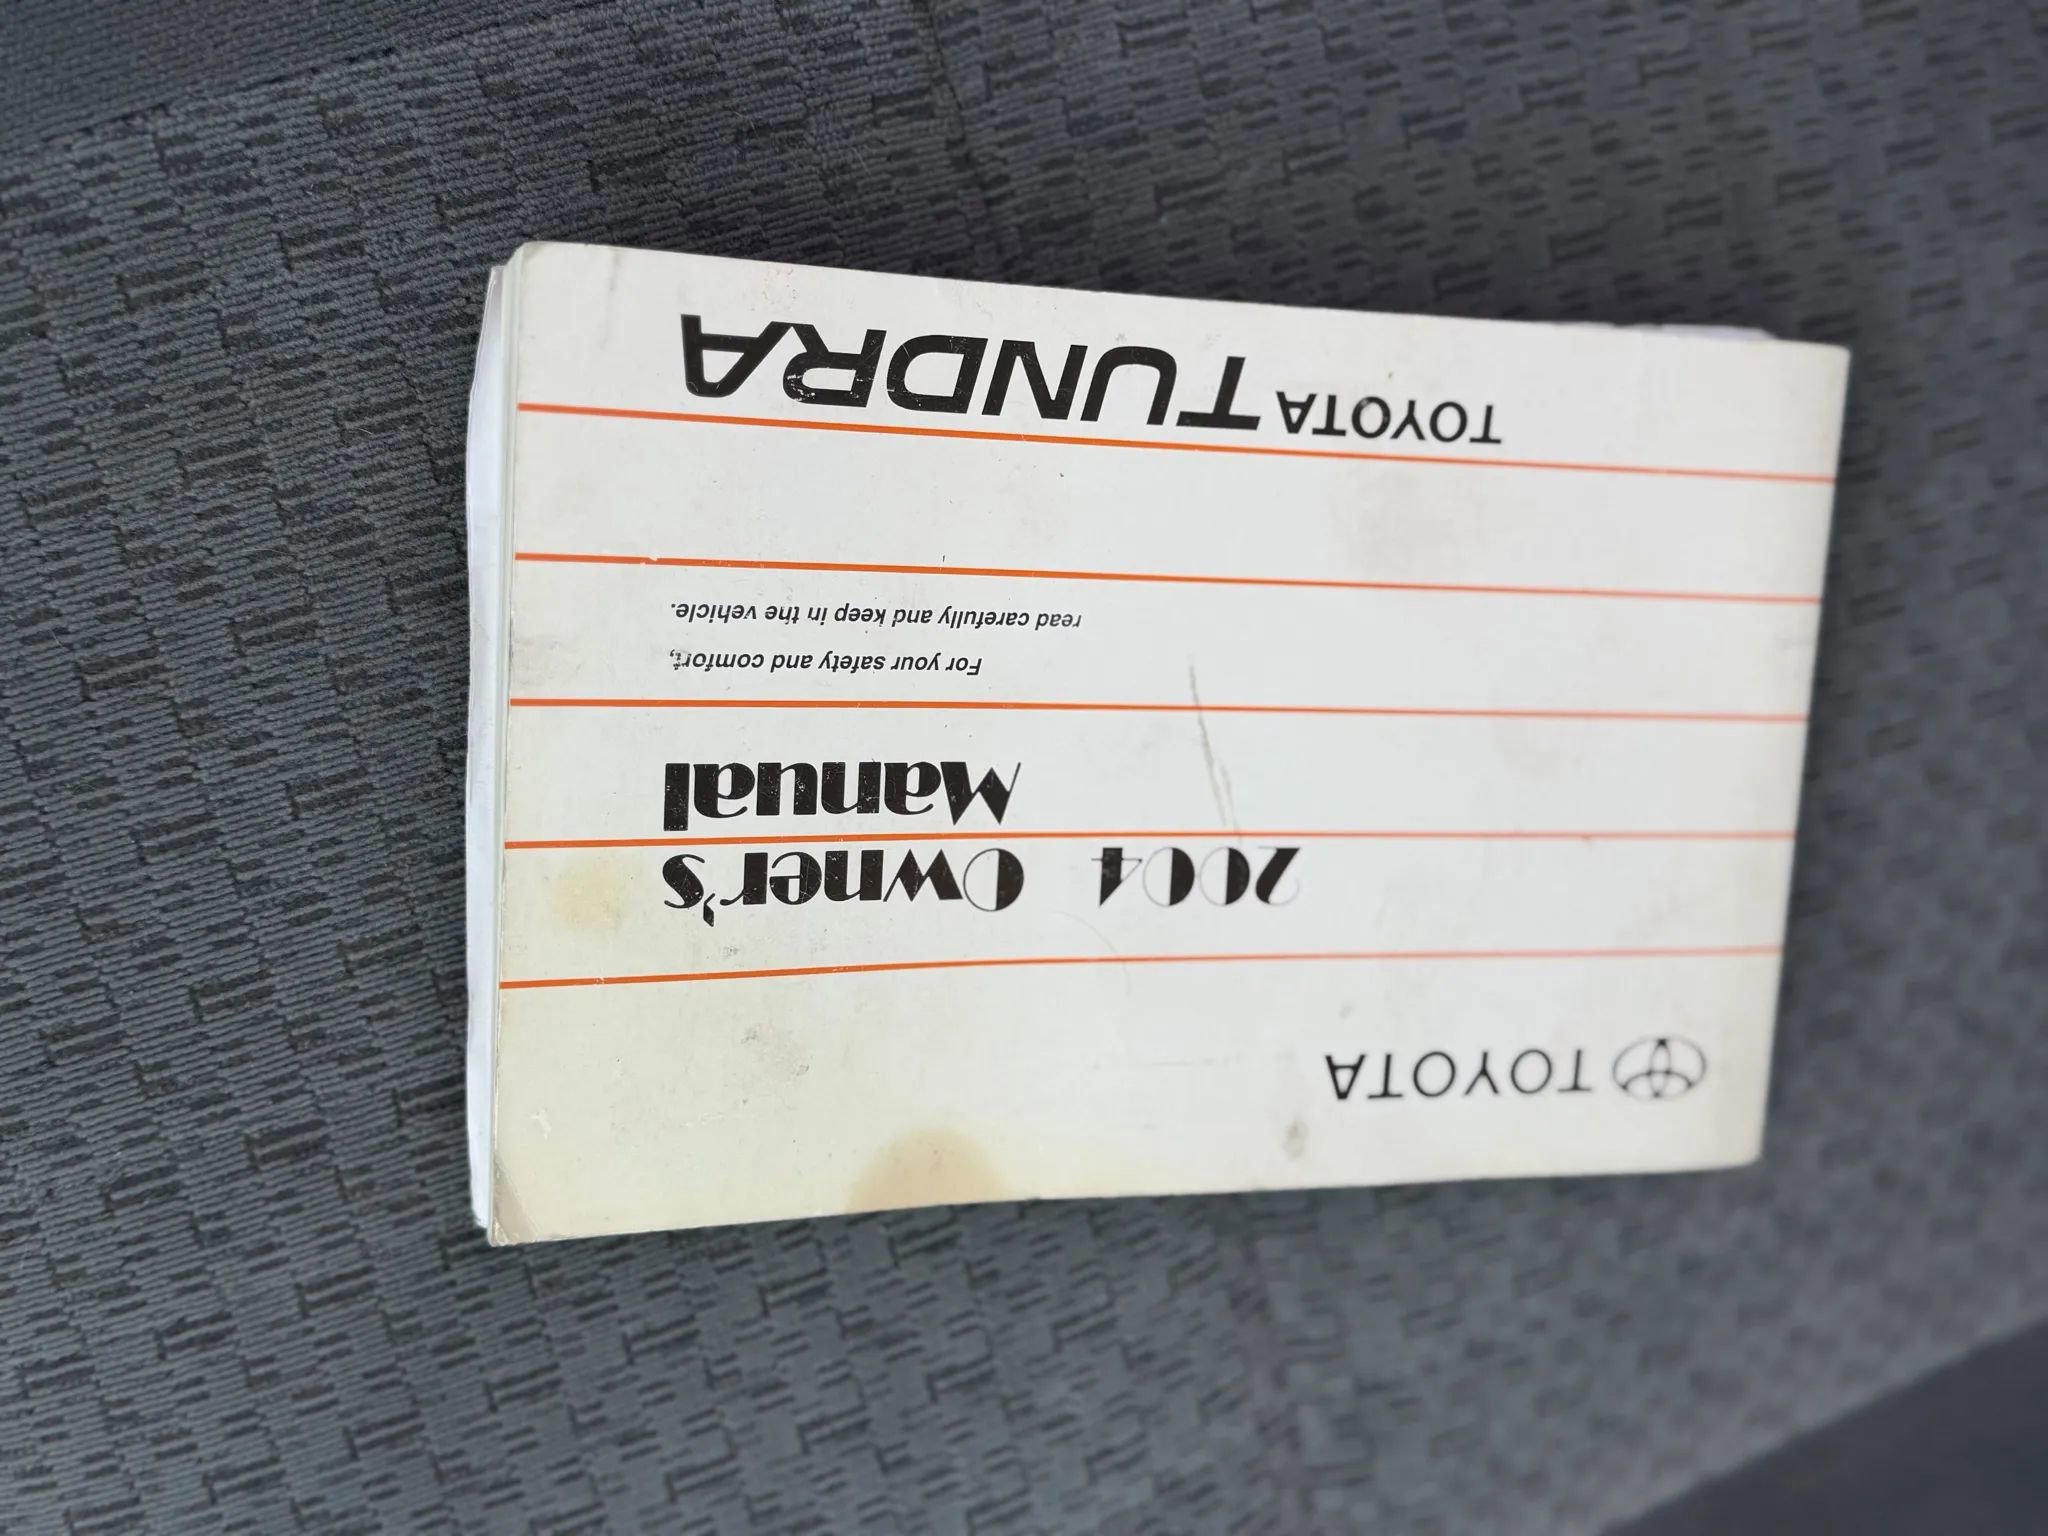 TOYOTA
2004 Owner's
Manual
For your safety and comfort,
read carefully and keep in the vehicle.
TOYOTA TUNDRA